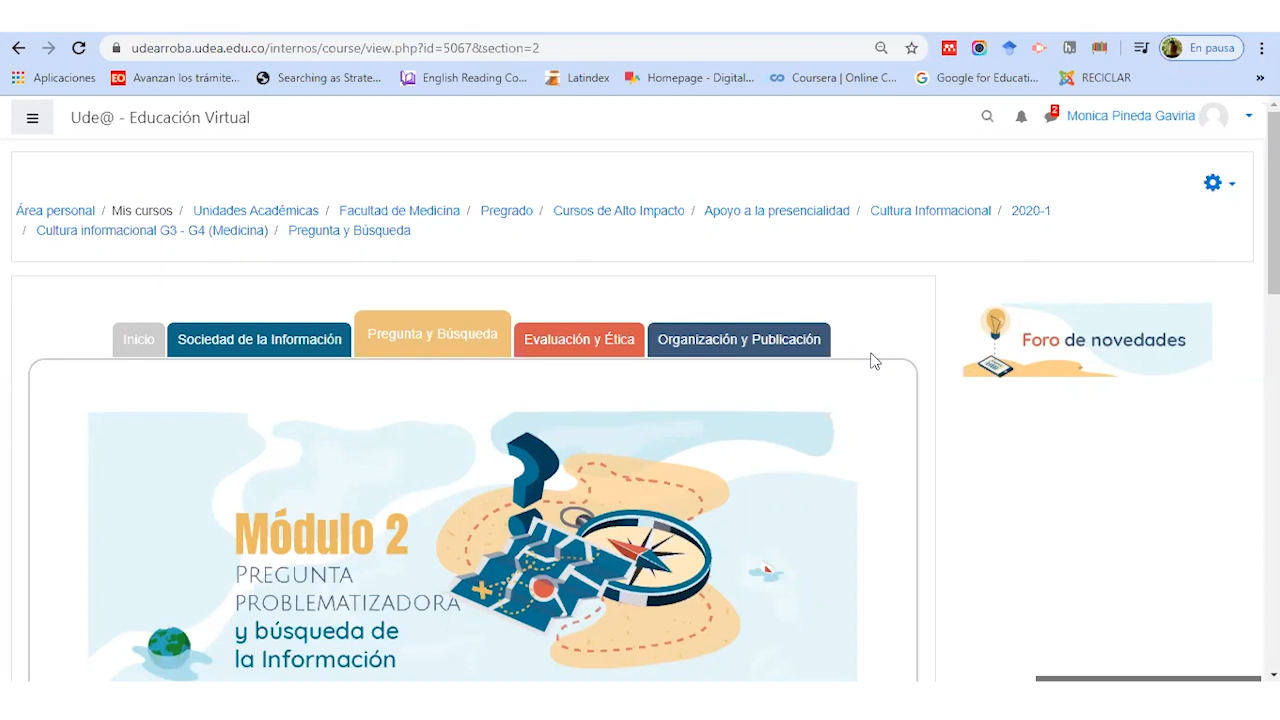 udearroba.udea.edu.co/internos/course/view.php?id=5067&section=2
En pausa
Aplicaciones
EO Avanzan los trámite...
Searching as Strate...
English Reading Co...
Latindex
Homepage - Digital...
Coursera | Online C...
Google for Educati...
RECICLAR
»
Ude@ - Educación Virtual
2
Monica Pineda Gaviria
Área personal / Mis cursos / Unidades Académicas / Facultad de Medicina / Pregrado / Cursos de Alto Impacto / Apoyo a la presencialidad / Cultura Informacional / 2020-1
/ Cultura informacional G3 - G4 (Medicina) / Pregunta y Búsqueda
Inicio
Sociedad de la Información
Pregunta y Búsqueda
Evaluación y Ética
Organización y Publicación
Foro de novedades
Módulo 2
PREGUNTA
PROBLEMATIZADORA
y búsqueda de
la Información